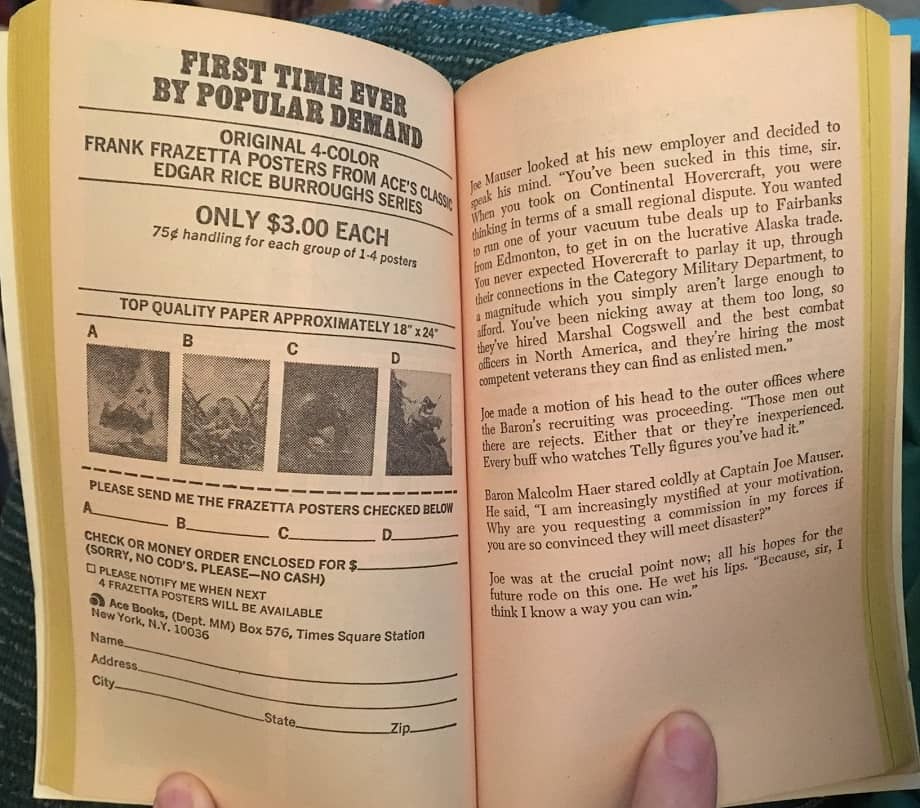 FIRST TIME EVER
BY POPULAR DEMAND
ORIGINAL 4-COLOR
FRANK FRAZETTA POSTERS FROM ACE'S CLASSIC
EDGAR RICE BURROUGHS SERIES
ONLY $3.00 EACH
75¢ handling for each group of 1-4 posters
TOP QUALITY PAPER APPROXIMATELY 18" x 24"
A B C D
PLEASE SEND ME THE FRAZETTA POSTERS CHECKED BELOW
A B C D
CHECK OR MONEY ORDER ENCLOSED FOR $
(SORRY, NO COD'S. PLEASE—NO CASH)
PLEASE NOTIFY ME WHEN NEXT
4 FRAZETTA POSTERS WILL BE AVAILABLE
Ace Books, (Dept. MM) Box 576, Times Square Station
New York, N.Y. 10036
Name
Address
City
State Zip
Joe Mauser looked at his new employer and decided to
speak his mind. "You've been sucked in this time, sir.
When you took on Continental Hovercraft, you were
thinking in terms of a small regional dispute. You wanted
to run one of your vacuum tube deals up to Fairbanks
from Edmonton, to get in on the lucrative Alaska trade.
You never expected Hovercraft to parlay it up, through
their connections in the Category Military Department, to
a magnitude which you simply aren't large enough to
afford. You've been nicking away at them too long, so
they've hired Marshal Cogswell and the best combat
officers in North America, and they're hiring the most
competent veterans they can find as enlisted men."
Joe made a motion of his head to the outer offices where
the Baron's recruiting was proceeding. "Those men out
there are rejects. Either that or they're inexperienced.
Every buff who watches Telly figures you've had it."
Baron Malcolm Haer stared coldly at Captain Joe Mauser.
He said, "I am increasingly mystified at your motivation.
Why are you requesting a commission in my forces if
you are so convinced they will meet disaster?"
Joe was at the crucial point now; all his hopes for the
future rode on this one. He wet his lips. "Because, sir, I
think I know a way you can win."